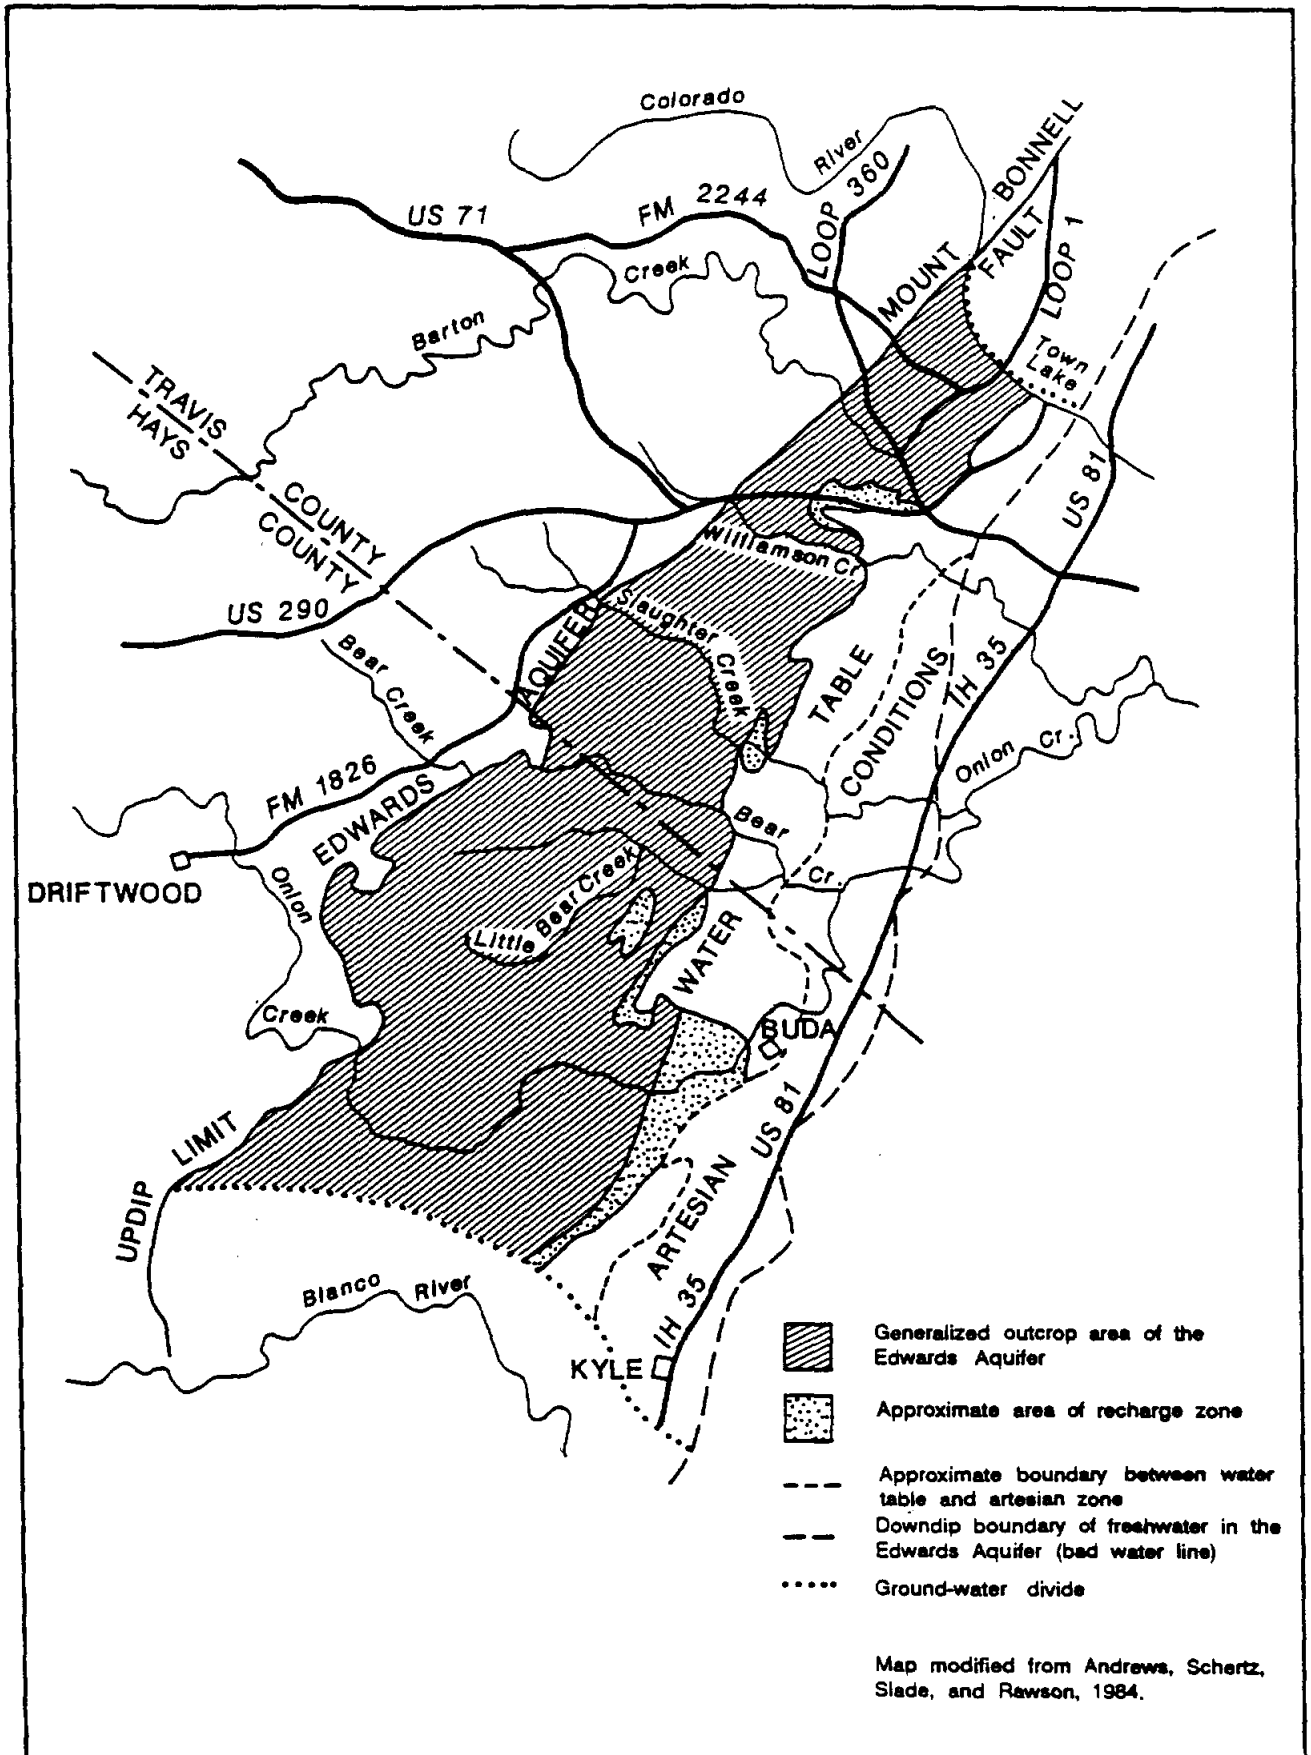 Colorado
River
US 71
FM 2244
LOOP 360
MOUNT BONNELL
FAULT
LOOP 1
Creek
Barton
Town
Lake
TRAVIS
HAYS
COUNTY
COUNTY
US 81
US 290
Williamson Cr
Slaughter Creek
Bear Creek
AQUIFER
TABLE
CONDITIONS
IH 35
Onion Cr.
FM 1826
EDWARDS
Bear
Cr.
DRIFTWOOD
Onion
Little Bear Creek
WATER
Creek
BUDA
US 81
LIMIT
UPDIP
ARTESIAN
Blanco River
IH 35
KYLE
Generalized outcrop area of the
Edwards Aquifer
Approximate area of recharge zone
Approximate boundary between water
table and artesian zone
Downdip boundary of freshwater in the
Edwards Aquifer (bad water line)
Ground-water divide
Map modified from Andrews, Schertz,
Slade, and Rawson, 1984.